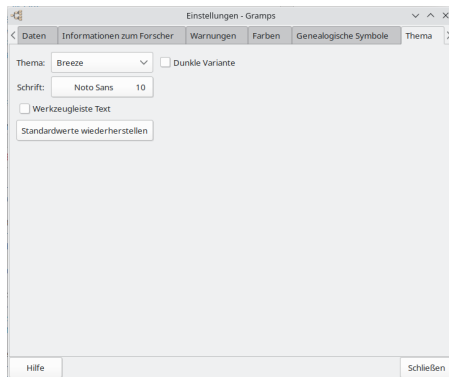 Einstellungen - Gramps
Daten Informationen zum Forscher Warnungen Farben Genealogische Symbole Thema
Thema: Breeze Dunkle Variante
Schrift: Noto Sans 10
Werkzeugleiste Text
Standardwerte wiederherstellen
Hilfe Schließen